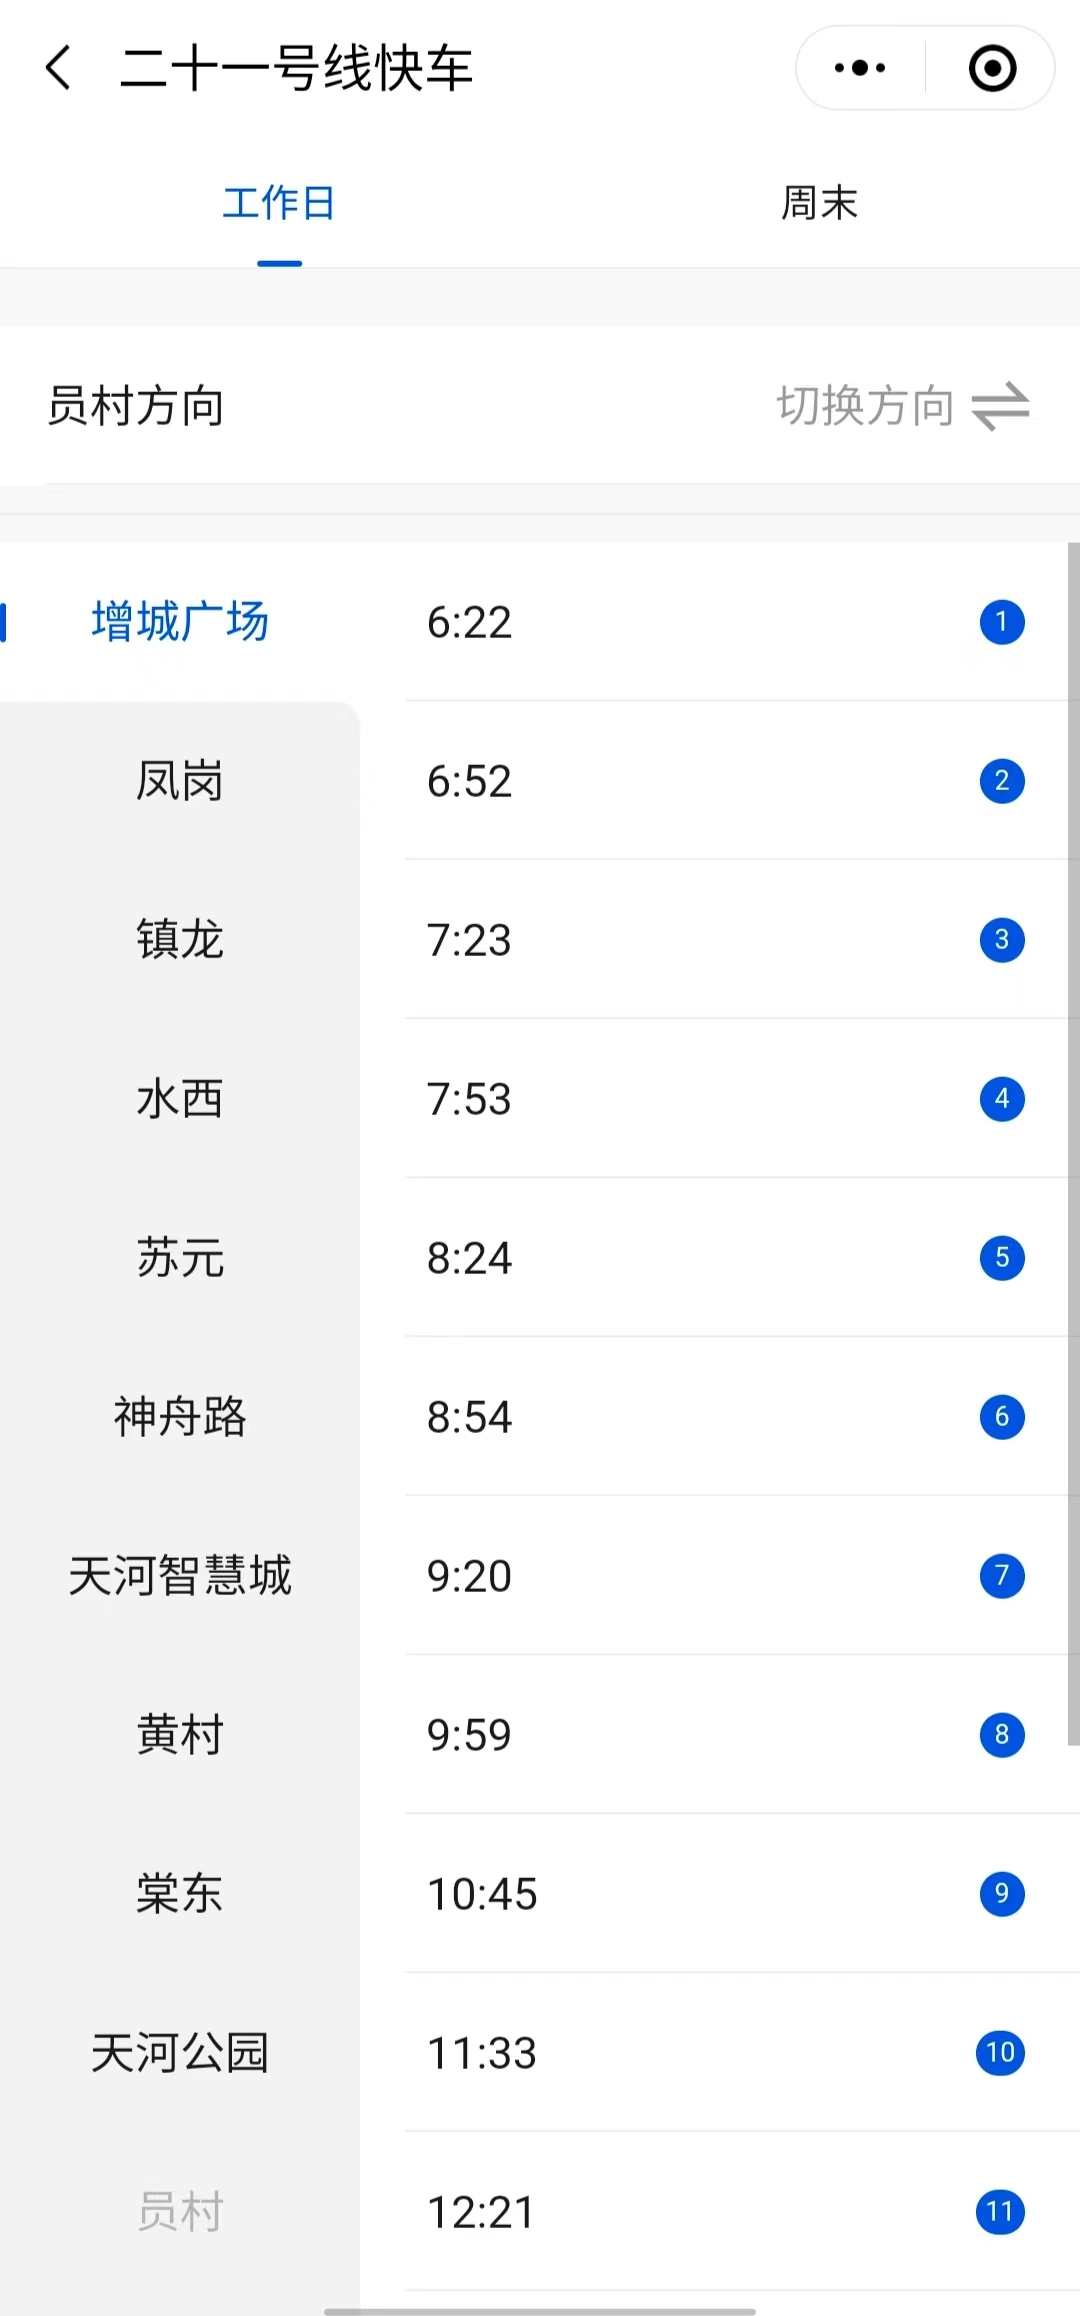 二十一号线快车
工作日 周末
员村方向 切换方向
增城广场 6:22 1
凤岗 6:52 2
镇龙 7:23 3
水西 7:53 4
苏元 8:24 5
神舟路 8:54 6
天河智慧城 9:20 7
黄村 9:59 8
棠东 10:45 9
天河公园 11:33 10
员村 12:21 11